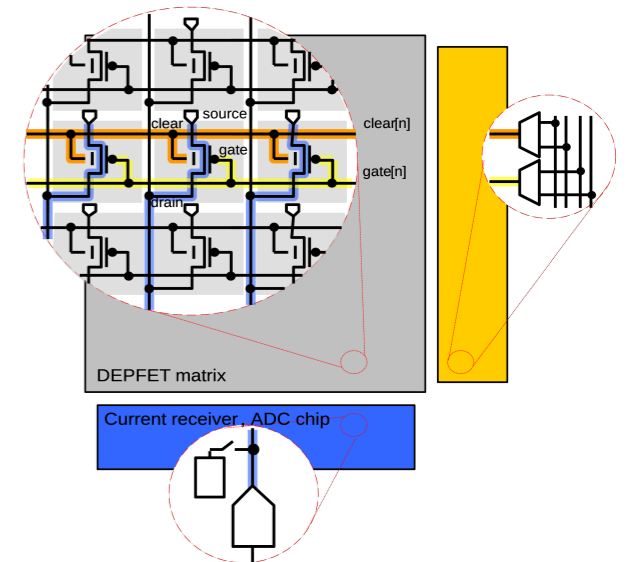 source
clear
clear[n]
gate
gate[n]
drain
DEPFET matrix
Current receiver, ADC chip